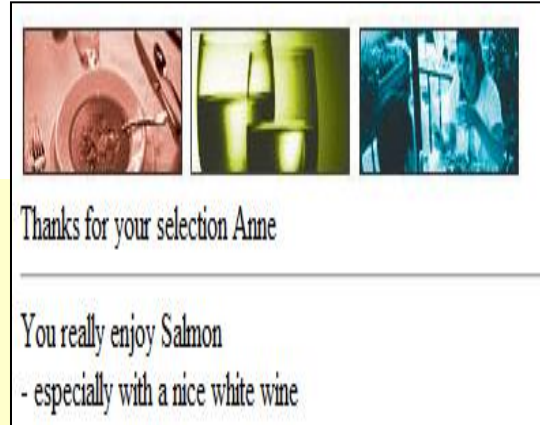 Thanks for your selection Anne
You really enjoy Salmon
- especially with a nice white wine